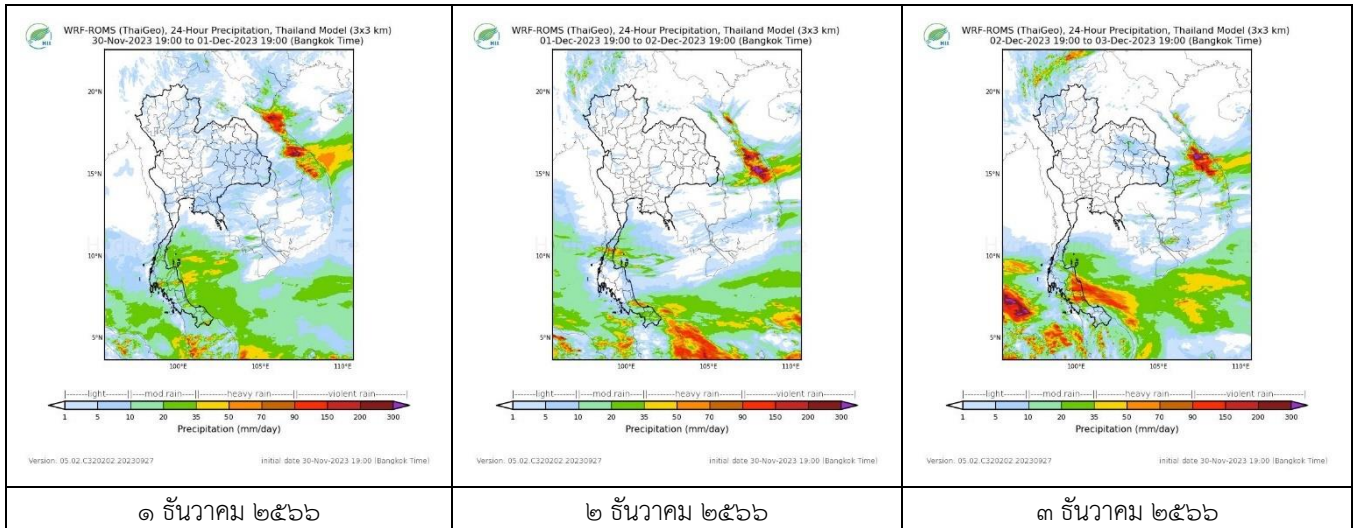 WRF-ROMS (ThaiGeo), 24-Hour Precipitation, Thailand Model (3x3 km)
30-Nov-2023 19:00 to 01-Dec-2023 19:00 (Bangkok Time)
20°N
15°N
10°N
5°N
100°E 105°E 110°E
light mod rain heavy rain violent rain
1 5 10 20 35 50 70 90 150 200 300
Precipitation (mm/day)
Version: 05.02.C320202.20230927 initial date 30-Nov-2023 19:00 (Bangkok Time)
๑ ธันวาคม ๒๕๖๖
WRF-ROMS (ThaiGeo), 24-Hour Precipitation, Thailand Model (3x3 km)
01-Dec-2023 19:00 to 02-Dec-2023 19:00 (Bangkok Time)
20°N
15°N
10°N
5°N
100°E 105°E 110°E
light mod rain heavy rain violent rain
1 5 10 20 35 50 70 90 150 200 300
Precipitation (mm/day)
Version: 05.02.C320202.20230927 initial date 30-Nov-2023 19:00 (Bangkok Time)
๒ ธันวาคม ๒๕๖๖
WRF-ROMS (ThaiGeo), 24-Hour Precipitation, Thailand Model (3x3 km)
02-Dec-2023 19:00 to 03-Dec-2023 19:00 (Bangkok Time)
20°N
15°N
10°N
5°N
100°E 105°E 110°E
light mod rain heavy rain violent rain
1 5 10 20 35 50 70 90 150 200 300
Precipitation (mm/day)
Version: 05.02.C320202.20230927 initial date 30-Nov-2023 19:00 (Bangkok Time)
๓ ธันวาคม ๒๕๖๖